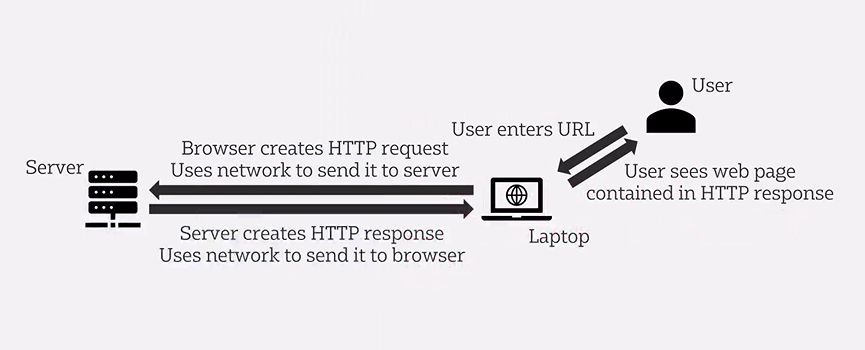 User
User enters URL
Browser creates HTTP request
Uses network to send it to server
Server
User sees web page
contained in HTTP response
Server creates HTTP response
Uses network to send it to browser
Laptop